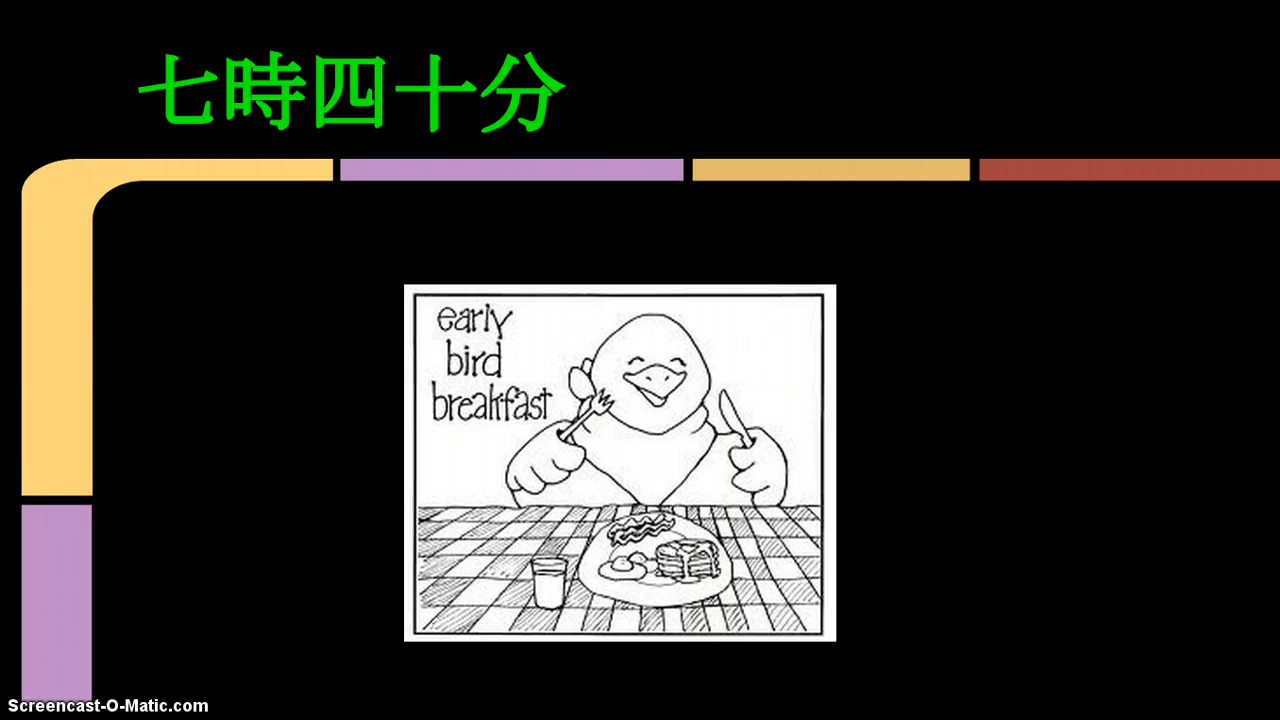 七時四十分
early
bird
breakfast
Screencast-O-Matic.com